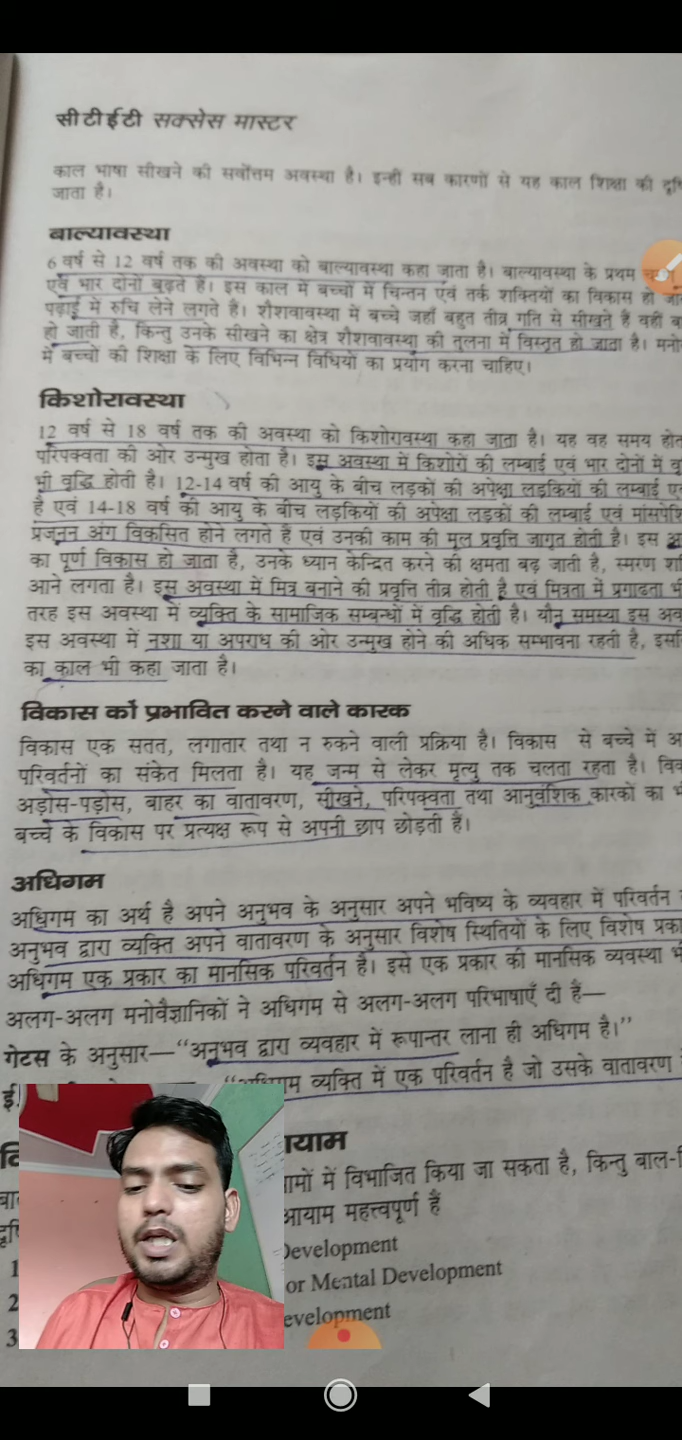 सीटीईटी सक्सेस मास्टर
काल भाषा सीखने की सर्वोत्तम अवस्था है। इन्हीं सब कारणों से यह काल शिक्षा की
जाता है।
बाल्यावस्था
6 वर्ष से 12 वर्ष तक की अवस्था को बाल्यावस्था कहा जाता है। बाल्यावस्था के प्रथम
एवं भार दोनों बढ़ते हैं। इस काल में बच्चों में चिन्तन एवं तर्क शक्तियों का विकास हो
पढ़ाई में रुचि लेने लगते हैं। शैशवावस्था में बच्चे जहाँ बहुत तीव्र गति से सीखते हैं वहीं
हो जाती है, किन्तु उनके सीखने का क्षेत्र शैशवावस्था की तुलना में विस्तृत हो जाता है।
में बच्चों की शिक्षा के लिए विभिन्न विधियों का प्रयोग करना चाहिए।
किशोरावस्था
12 वर्ष से 18 वर्ष तक की अवस्था को किशोरावस्था कहा जाता है। यह वह समय
परिपक्वता की ओर उन्मुख होता है। इस अवस्था में किशोरों की लम्बाई एवं भार दोनों में
भी वृद्धि होती है। 12-14 वर्ष की आयु के बीच लड़कों की अपेक्षा लड़कियों की लम्बाई
है एवं 14-18 वर्ष की आयु के बीच लड़कियों की अपेक्षा लड़कों की लम्बाई एवं
प्रजनन अंग विकसित होने लगते हैं एवं उनकी काम की मूल प्रवृत्ति जागृत होती है। इस
का पूर्ण विकास हो जाता है, उनके ध्यान केन्द्रित करने की क्षमता बढ़ जाती है, स्मरण
आने लगता है। इस अवस्था में मित्र बनाने की प्रवृत्ति तीव्र होती है एवं मित्रता में प्रगाढता
तरह इस अवस्था में व्यक्ति के सामाजिक सम्बन्धों में वृद्धि होती है। यौन समस्या इस
इस अवस्था में नशा या अपराध की ओर उन्मुख होने की अधिक सम्भावना रहती है,
का काल भी कहा जाता है।
विकास को प्रभावित करने वाले कारक
विकास एक सतत, लगातार तथा न रुकने वाली प्रक्रिया है। विकास से बच्चे में
परिवर्तनों का संकेत मिलता है। यह जन्म से लेकर मृत्यु तक चलता रहता है।
अड़ोस-पड़ोस, बाहर का वातावरण, सीखने, परिपक्वता तथा आनुवंशिक कारकों का
बच्चे के विकास पर प्रत्यक्ष रूप से अपनी छाप छोड़ती हैं।
अधिगम
अधिगम का अर्थ है अपने अनुभव के अनुसार अपने भविष्य के व्यवहार में परिवर्तन
अनुभव द्वारा व्यक्ति अपने वातावरण के अनुसार विशेष स्थितियों के लिए विशेष
अधिगम एक प्रकार का मानसिक परिवर्तन है। इसे एक प्रकार की मानसिक व्यवस्था
अलग-अलग मनोवैज्ञानिकों ने अधिगम से अलग-अलग परिभाषाएँ दी हैं—
गेटस के अनुसार—“अनुभव द्वारा व्यवहार में रूपान्तर लाना ही अधिगम है।”
व्यक्ति में एक परिवर्तन है जो उसके वातावरण
में विभाजित किया जा सकता है, किन्तु
आयाम महत्त्वपूर्ण हैं
1
Development
2
or Mental Development
3